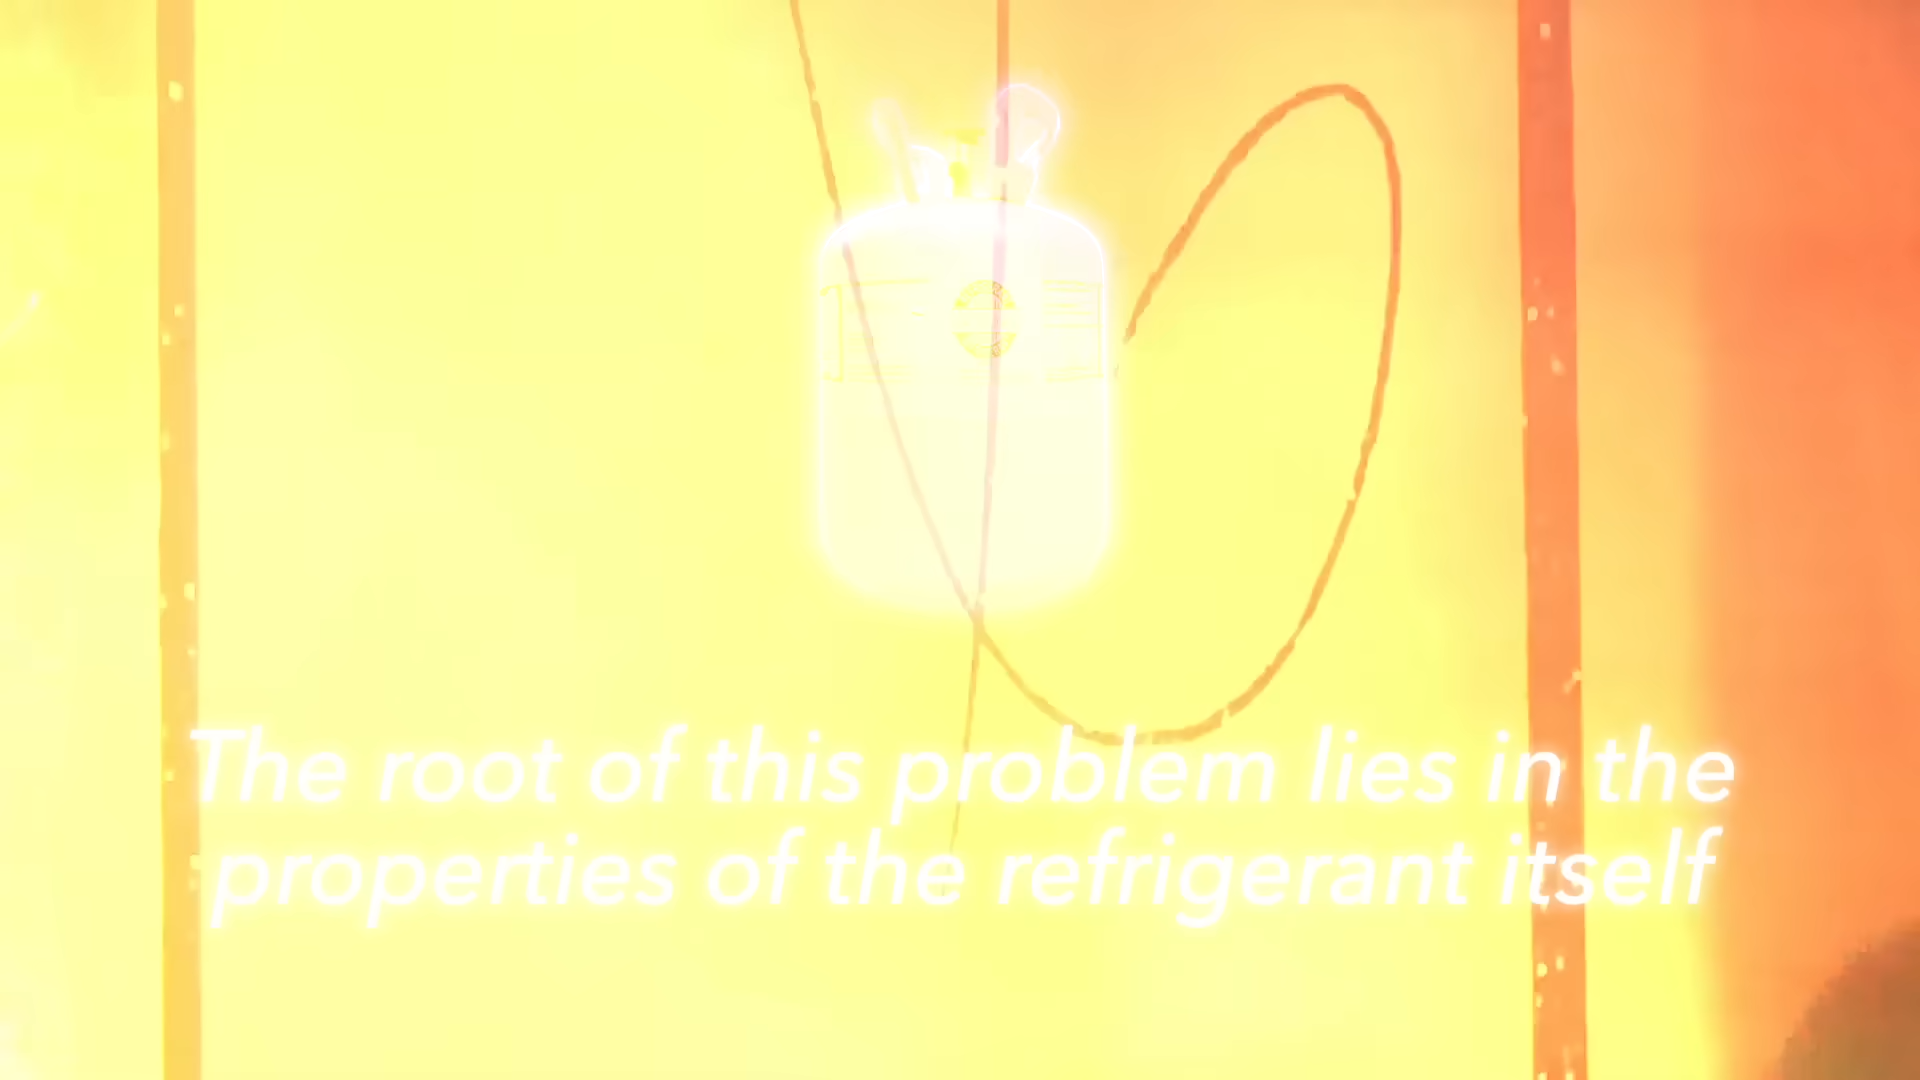 The root of this problem lies in the
properties of the refrigerant itself